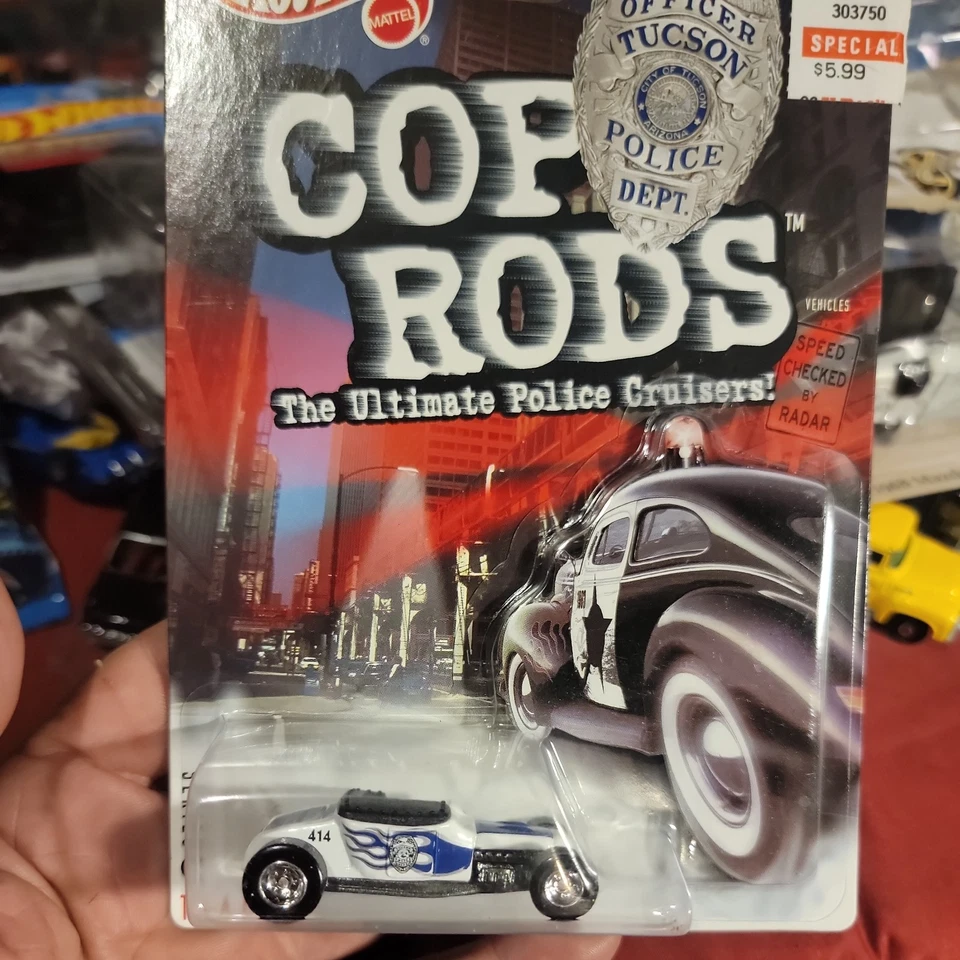 MATTEL
®
OFFICER
TUCSON
CITY OF TUCSON
ARIZONA
POLICE
DEPT.
303750
SPECIAL
$5.99
COP
RODS
TM
VEHICLES
The Ultimate Police Cruisers!
SPEED
CHECKED
BY
RADAR
414